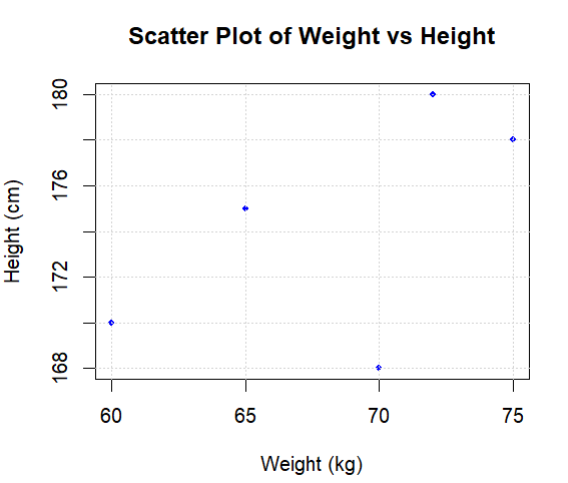 Scatter Plot of Weight vs Height
Height (cm)
180
176
172
168
60 65 70 75
Weight (kg)